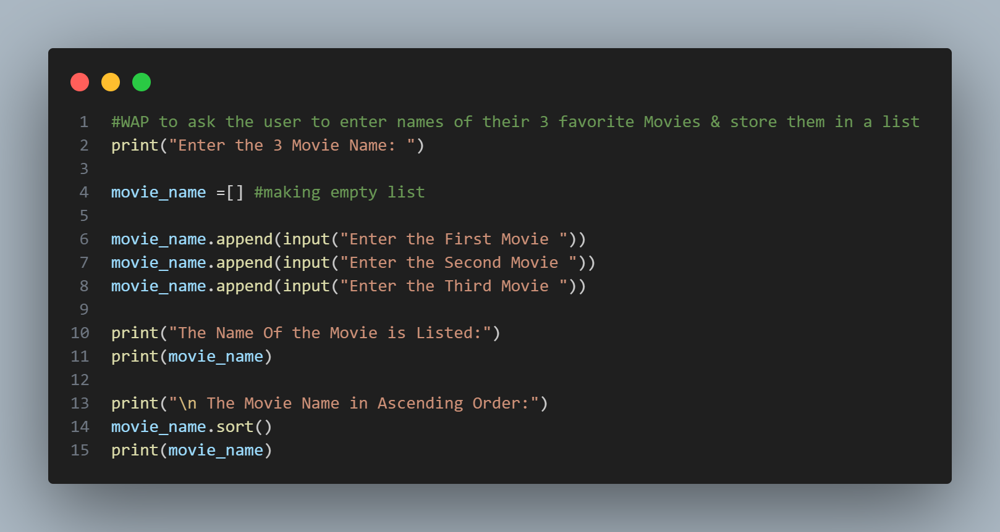 1 #WAP to ask the user to enter names of their 3 favorite Movies & store them in a list
2 print("Enter the 3 Movie Name: ")
3
4 movie_name =[] #making empty list
5
6 movie_name.append(input("Enter the First Movie "))
7 movie_name.append(input("Enter the Second Movie "))
8 movie_name.append(input("Enter the Third Movie "))
9
10 print("The Name Of the Movie is Listed:")
11 print(movie_name)
12
13 print("\n The Movie Name in Ascending Order:")
14 movie_name.sort()
15 print(movie_name)